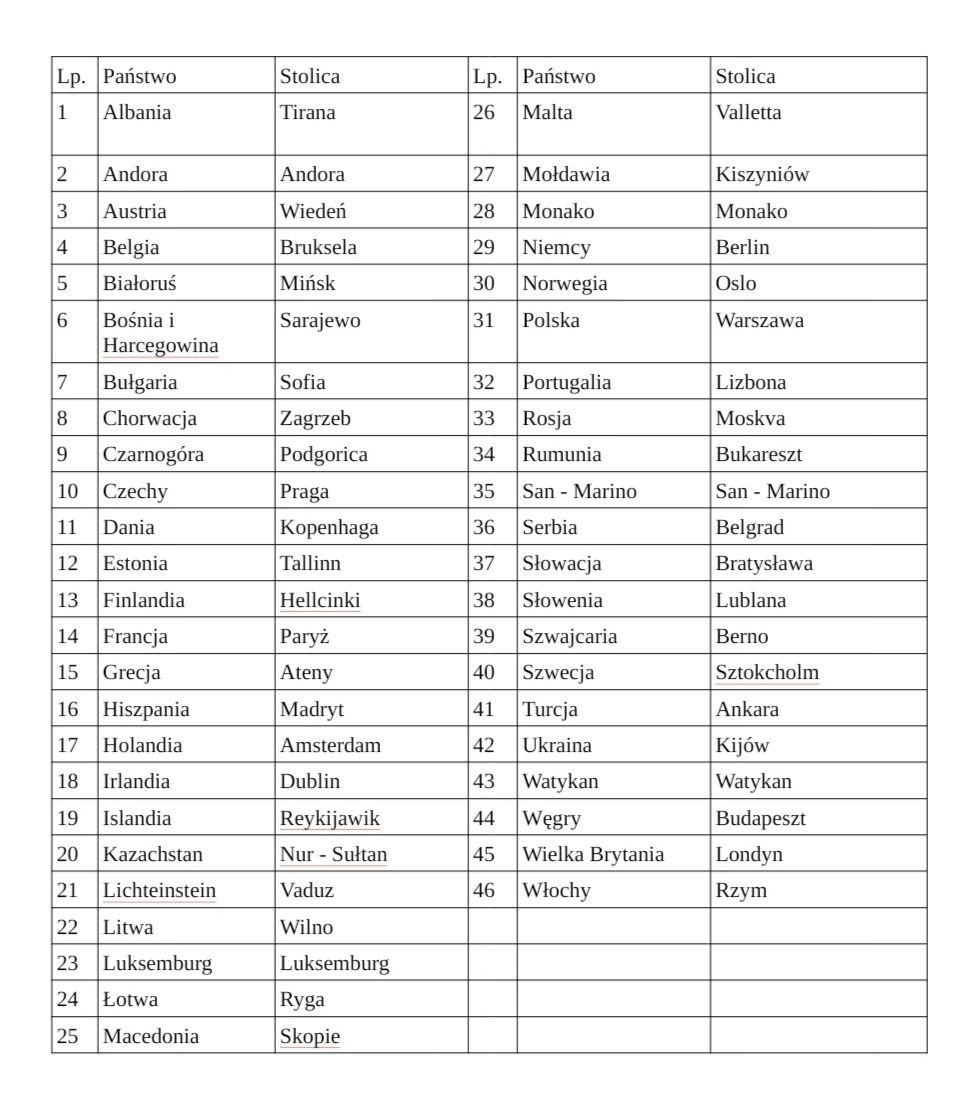 Lp. Państwo Stolica Lp. Państwo Stolica
1 Albania Tirana 26 Malta Valletta
2 Andora Andora 27 Mołdawia Kiszyniów
3 Austria Wiedeń 28 Monako Monako
4 Belgia Bruksela 29 Niemcy Berlin
5 Białoruś Mińsk 30 Norwegia Oslo
6 Bośnia i Sarajewo 31 Polska Warszawa
Harcegowina
7 Bułgaria Sofia 32 Portugalia Lizbona
8 Chorwacja Zagrzeb 33 Rosja Moskva
9 Czarnogóra Podgorica 34 Rumunia Bukareszt
10 Czechy Praga 35 San - Marino San - Marino
11 Dania Kopenhaga 36 Serbia Belgrad
12 Estonia Tallinn 37 Słowacja Bratysława
13 Finlandia Hellcinki 38 Słowenia Lublana
14 Francja Paryż 39 Szwajcaria Berno
15 Grecja Ateny 40 Szwecja Sztokcholm
16 Hiszpania Madryt 41 Turcja Ankara
17 Holandia Amsterdam 42 Ukraina Kijów
18 Irlandia Dublin 43 Watykan Watykan
19 Islandia Reykijawik 44 Węgry Budapeszt
20 Kazachstan Nur - Sułtan 45 Wielka Brytania Londyn
21 Lichteinstein Vaduz 46 Włochy Rzym
22 Litwa Wilno
23 Luksemburg Luksemburg
24 Łotwa Ryga
25 Macedonia Skopie